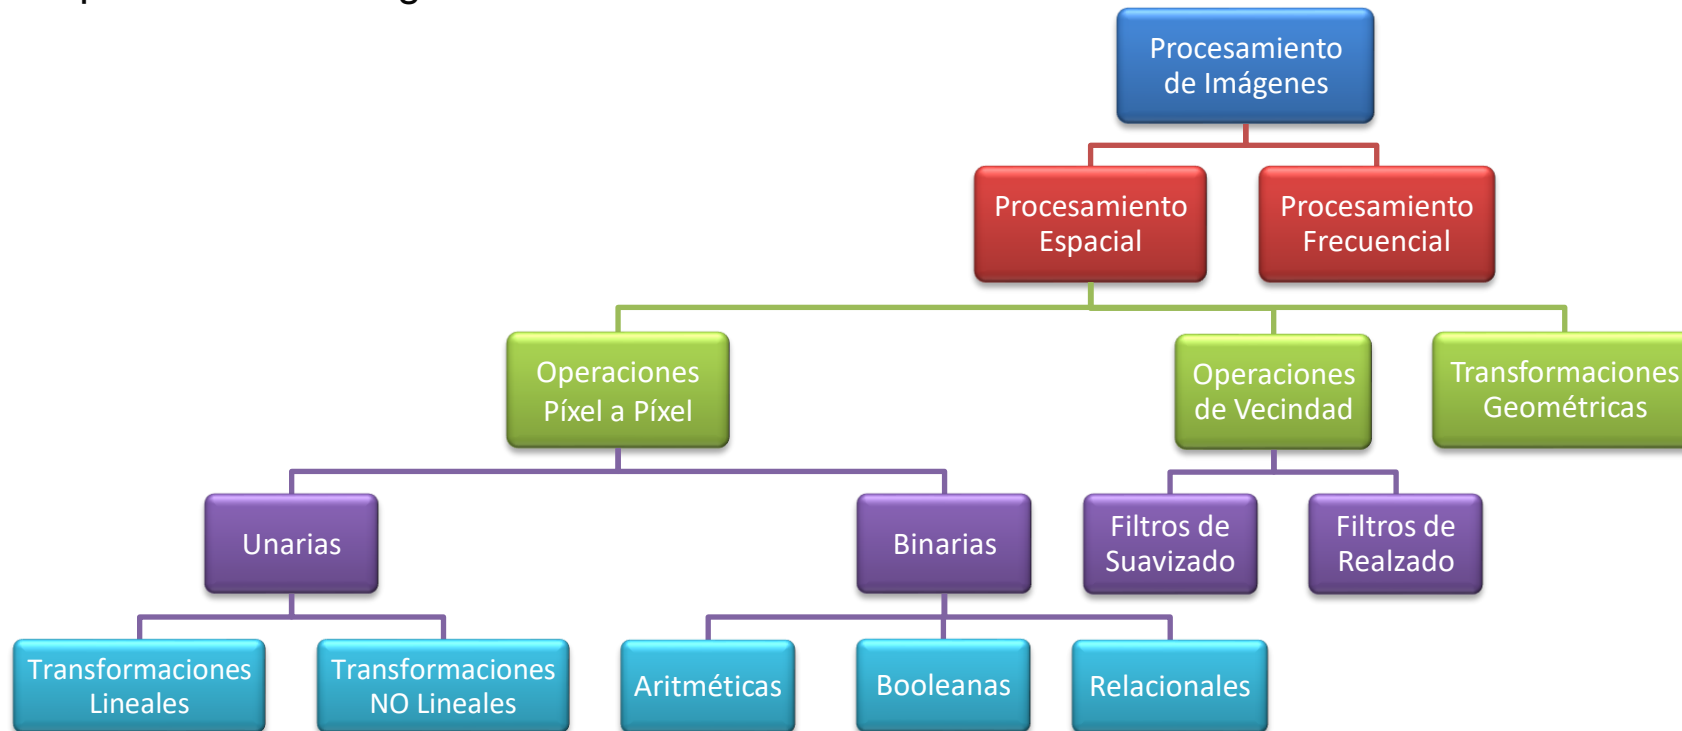 Procesamiento
de Imágenes
Procesamiento
Espacial
Procesamiento
Frecuencial
Operaciones
Píxel a Píxel
Operaciones
de Vecindad
Transformaciones
Geométricas
Unarias
Binarias
Filtros de
Suavizado
Filtros de
Realzado
Transformaciones
Lineales
Transformaciones
NO Lineales
Aritméticas
Booleanas
Relacionales